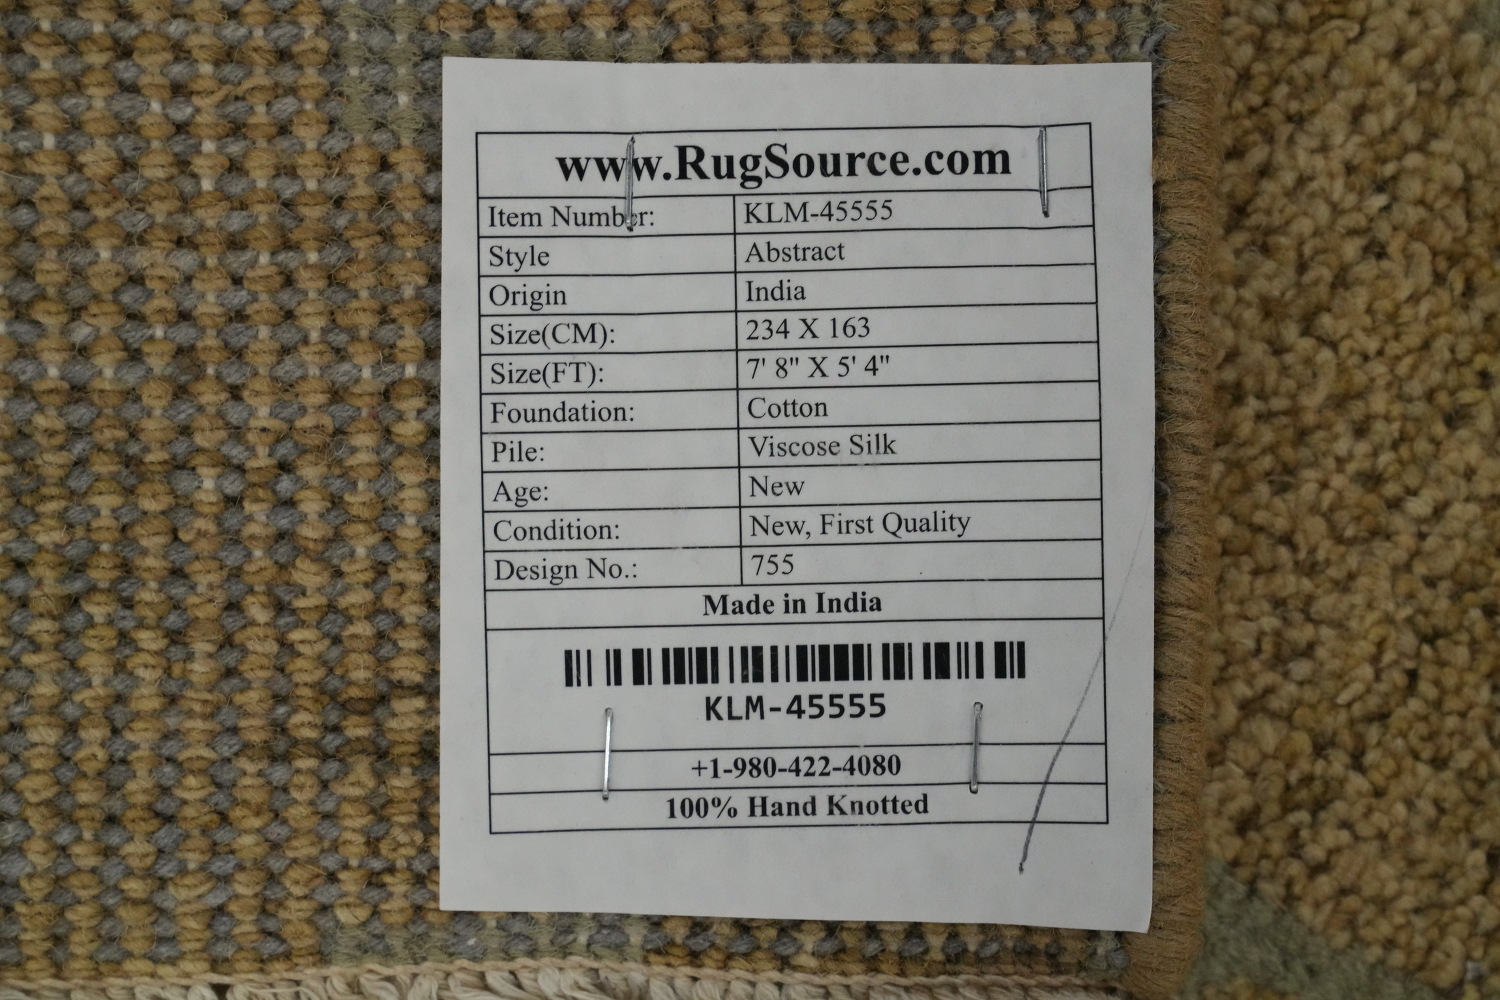 www.RugSource.com
Item Number: KLM-45555
Style Abstract
Origin India
Size(CM): 234 X 163
Size(FT): 7' 8" X 5' 4"
Foundation: Cotton
Pile: Viscose Silk
Age: New
Condition: New, First Quality
Design No.: 755
Made in India
KLM-45555
+1-980-422-4080
100% Hand Knotted